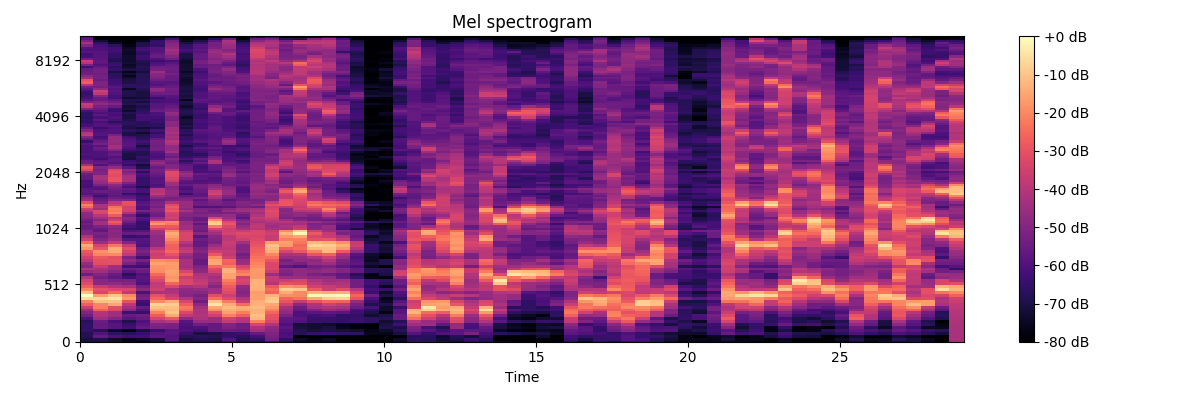 Mel spectrogram
+0 dB
8192
-10 dB
4096
-20 dB
-30 dB
2048
Hz
-40 dB
1024
-50 dB
-60 dB
512
-70 dB
0
-80 dB
0 5 10 15 20 25
Time